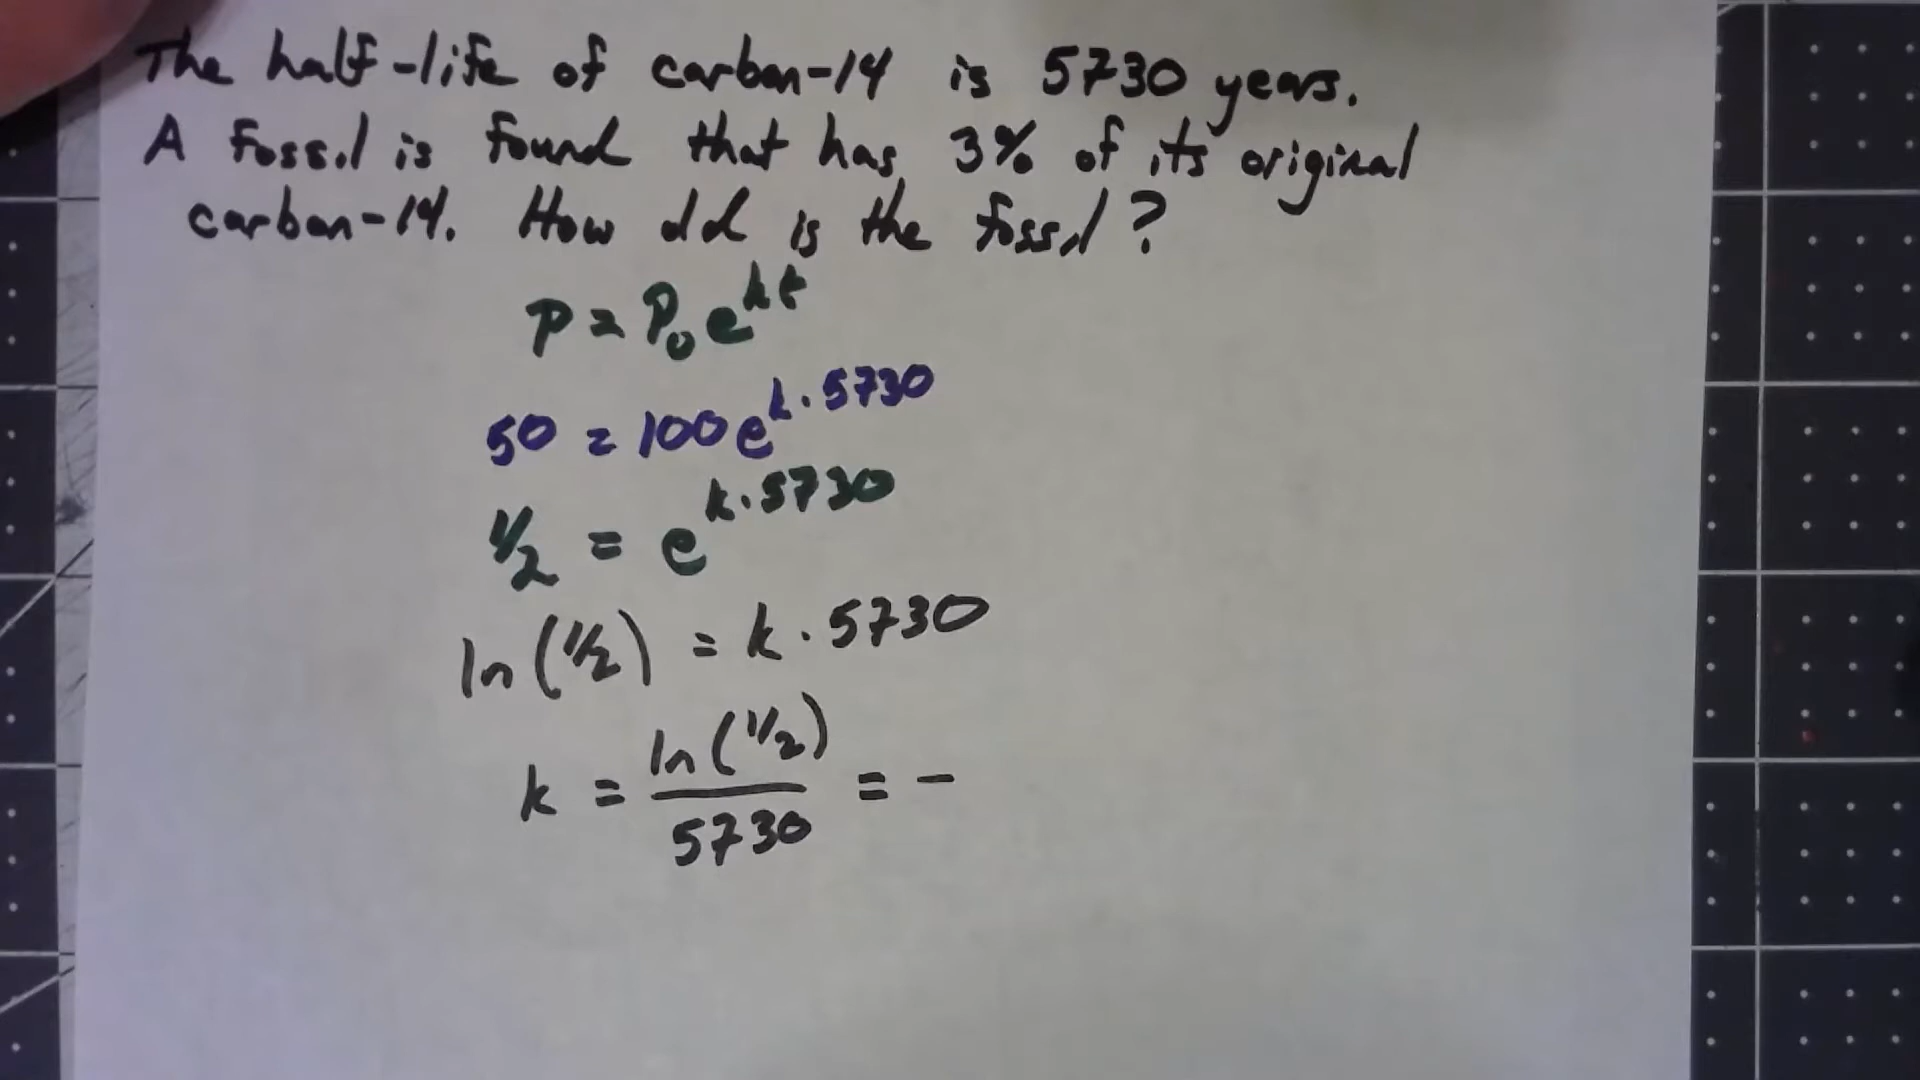 The half-life of carbon-14 is 5730 years.
A fossil is found that has 3% of its original
carbon-14. How old is the fossil?
P = P₀e^kt
50 = 100e^k·5730
1/2 = e^k·5730
ln(1/2) = k·5730
k = ln(1/2)/5730 = -